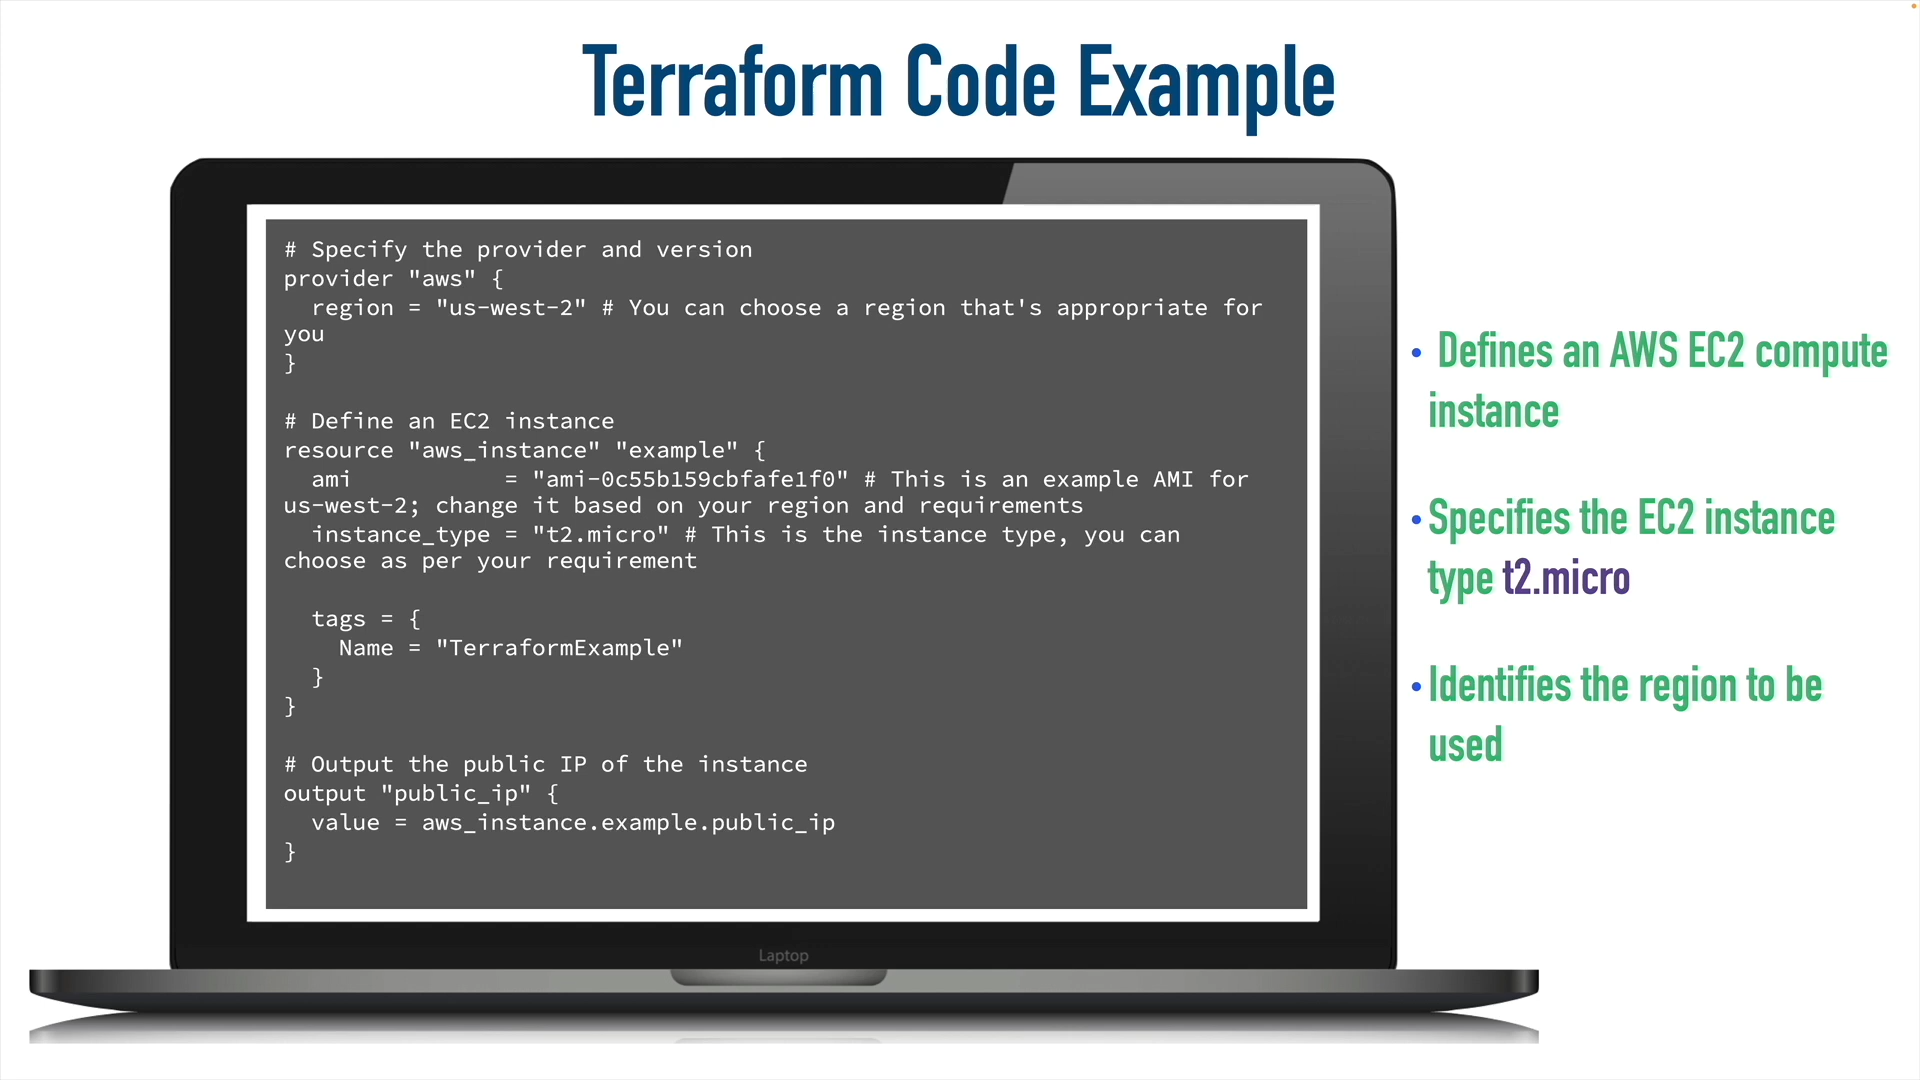 Terraform Code Example
# Specify the provider and version
provider "aws" {
  region = "us-west-2" # You can choose a region that's appropriate for
you
}
# Define an EC2 instance
resource "aws_instance" "example" {
  ami           = "ami-0c55b159cbfafe1f0" # This is an example AMI for
us-west-2; change it based on your region and requirements
  instance_type = "t2.micro" # This is the instance type, you can
choose as per your requirement
  tags = {
    Name = "TerraformExample"
  }
}
# Output the public IP of the instance
output "public_ip" {
  value = aws_instance.example.public_ip
}
Laptop
• Defines an AWS EC2 compute
instance
• Specifies the EC2 instance
type t2.micro
• Identifies the region to be
used